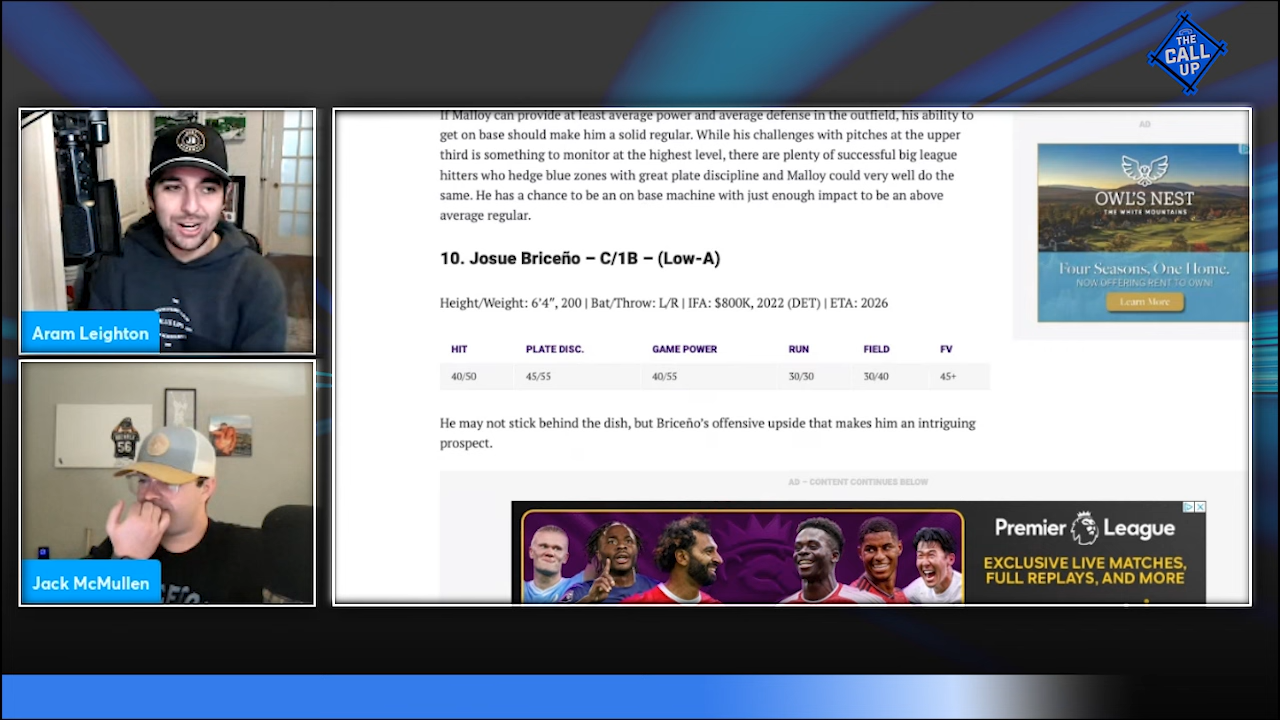 THE
CALL
UP
If Malloy can provide at least average power and average defense in the outfield, his ability to
get on base should make him a solid regular. While his challenges with pitches at the upper
third is something to monitor at the highest level, there are plenty of successful big league
hitters who hedge blue zones with great plate discipline and Malloy could very well do the
same. He has a chance to be an on base machine with just enough impact to be an above
average regular.
10. Josue Briceño – C/1B – (Low-A)
Height/Weight: 6’4″, 200 | Bat/Throw: L/R | IFA: $800K, 2022 (DET) | ETA: 2026
HIT PLATE DISC. GAME POWER RUN FIELD FV
40/50 45/55 40/55 30/30 30/40 45+
He may not stick behind the dish, but Briceño’s offensive upside that makes him an intriguing
prospect.
AD – CONTENT CONTINUES BELOW
Premier League
EXCLUSIVE LIVE MATCHES,
FULL REPLAYS, AND MORE
AD
OWL'S NEST
THE WHITE MOUNTAINS
Four Seasons, One Home.
NOW OFFERING RENT TO OWN!
Learn More
Aram Leighton
56
Jack McMullen